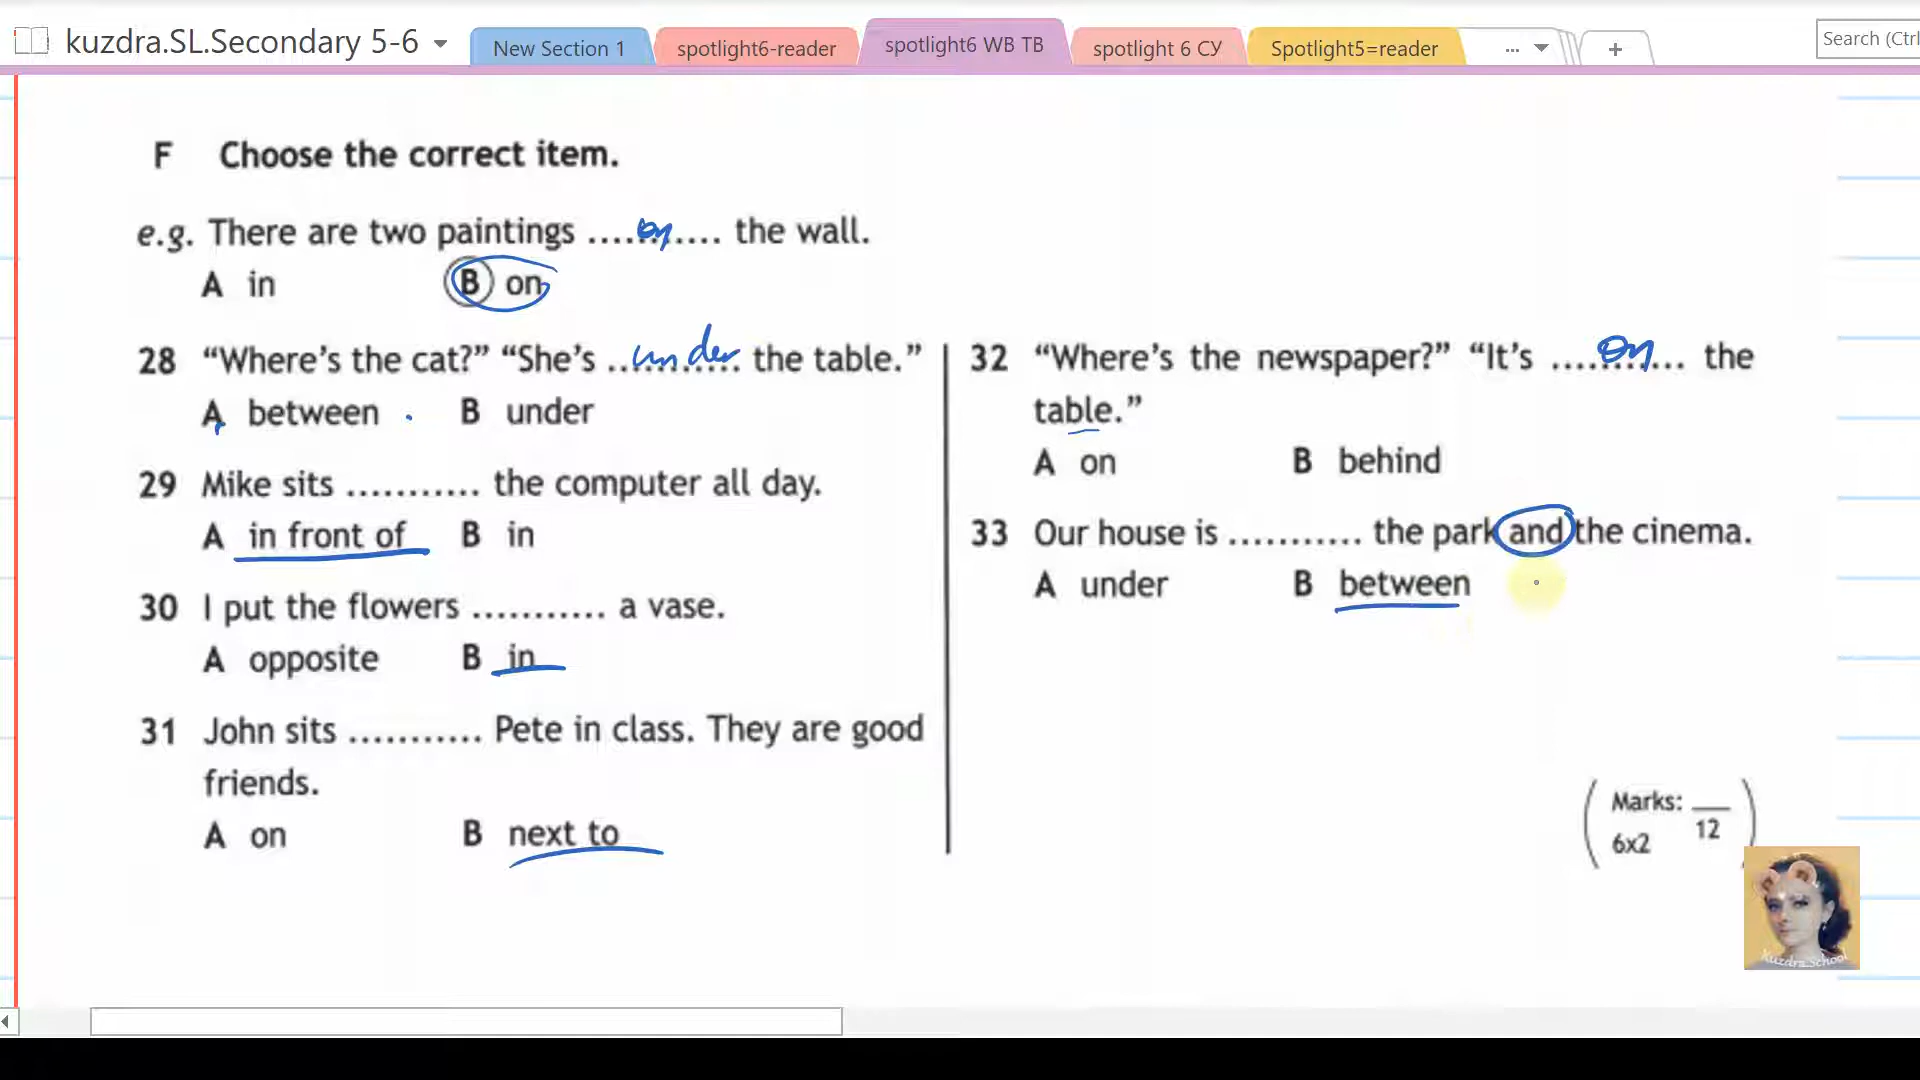 kuzdra.SL.Secondary 5-6
New Section 1
spotlight6-reader
spotlight6 WB TB
spotlight 6 СУ
Spotlight5=reader
...
+
Search (Ctrl
F Choose the correct item.
e.g. There are two paintings ....on.... the wall.
A in B on
28 “Where’s the cat?” “She’s ..under.. the table.”
A between B under
29 Mike sits ........... the computer all day.
A in front of B in
30 I put the flowers ........... a vase.
A opposite B in
31 John sits ........... Pete in class. They are good
friends.
A on B next to
32 “Where’s the newspaper?” “It’s ....on.... the
table.”
A on B behind
33 Our house is ........... the park and the cinema.
A under B between
Marks: __
12
6x2
Kuzdra.School